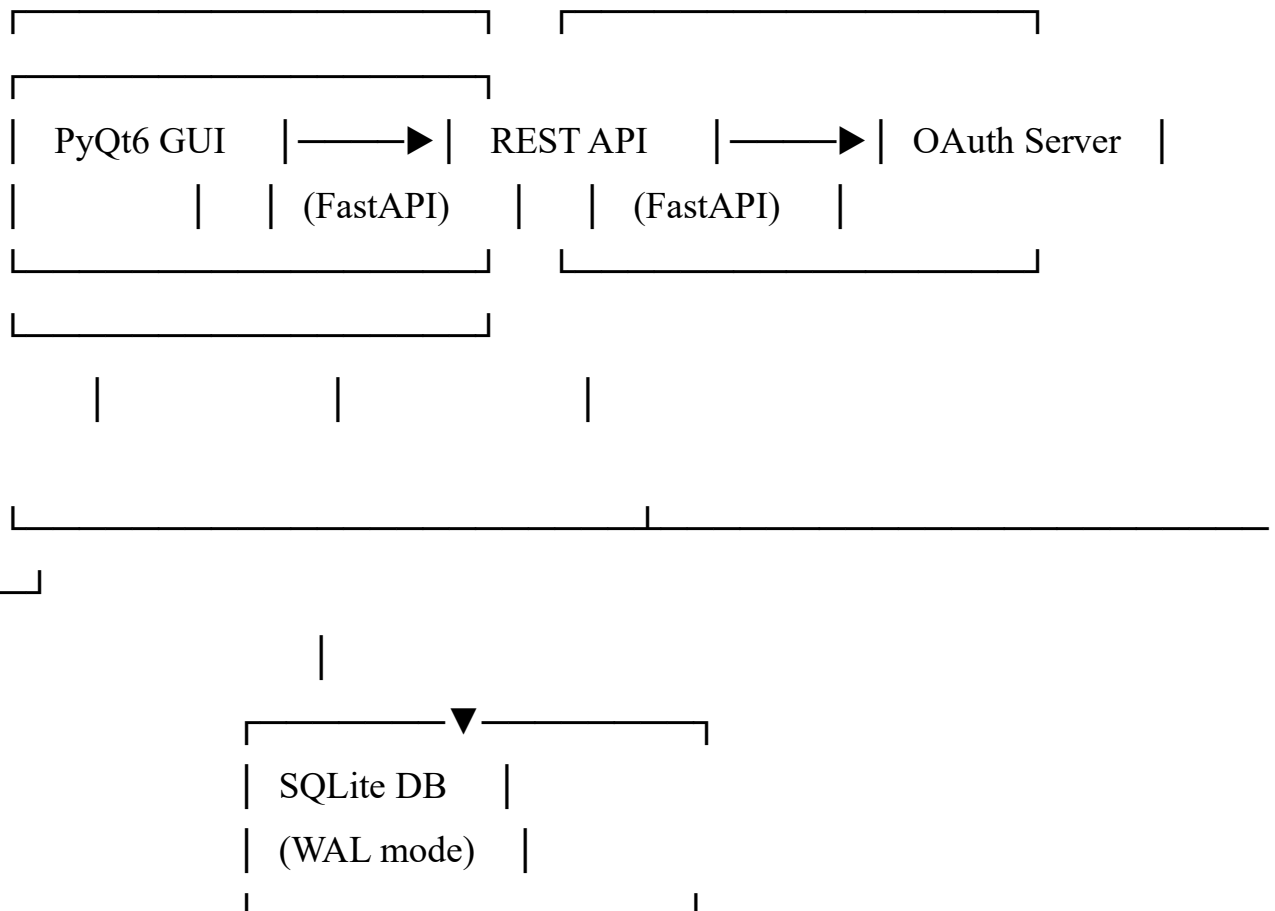 PyQt6 GUI REST API OAuth Server
(FastAPI) (FastAPI)
SQLite DB
(WAL mode)